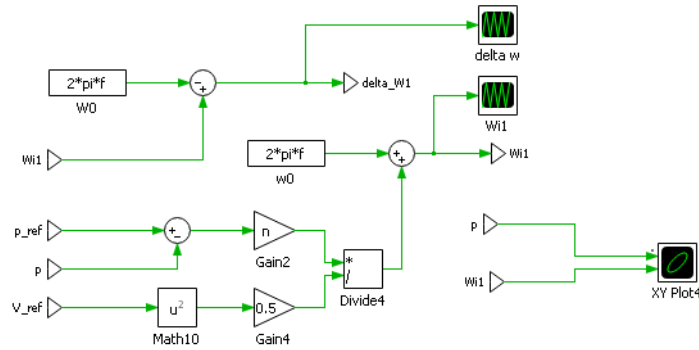 delta w
2*pi*f
W0
delta_W1
Wi1
Wi1
2*pi*f
w0
Wi1
p_ref
n
Gain2
p
p
*
/
Divide4
V_ref
u²
Math10
0.5
Gain4
Wi1
XY Plot4